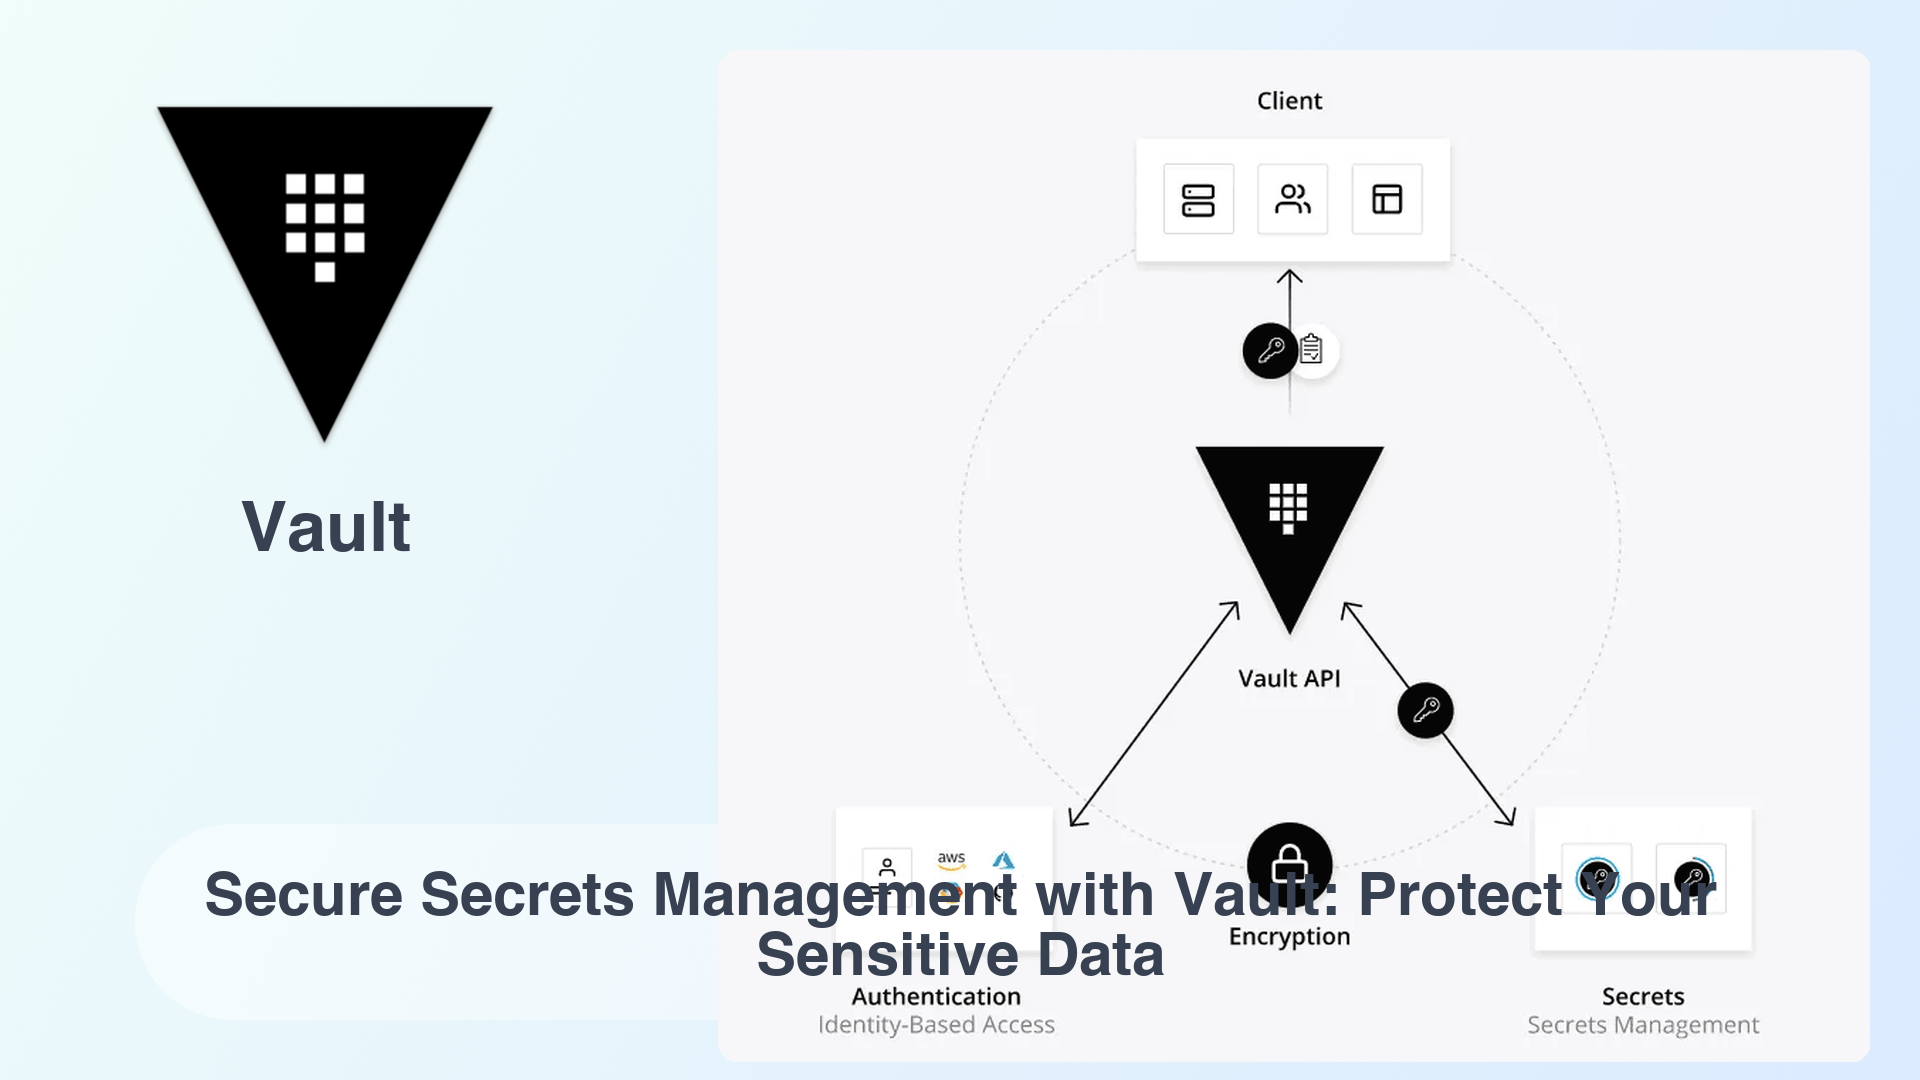 Vault
Client
Vault API
aws
Secure Secrets Management with Vault: Protect Your
Sensitive Data
Encryption
Authentication
Identity-Based Access
Secrets
Secrets Management